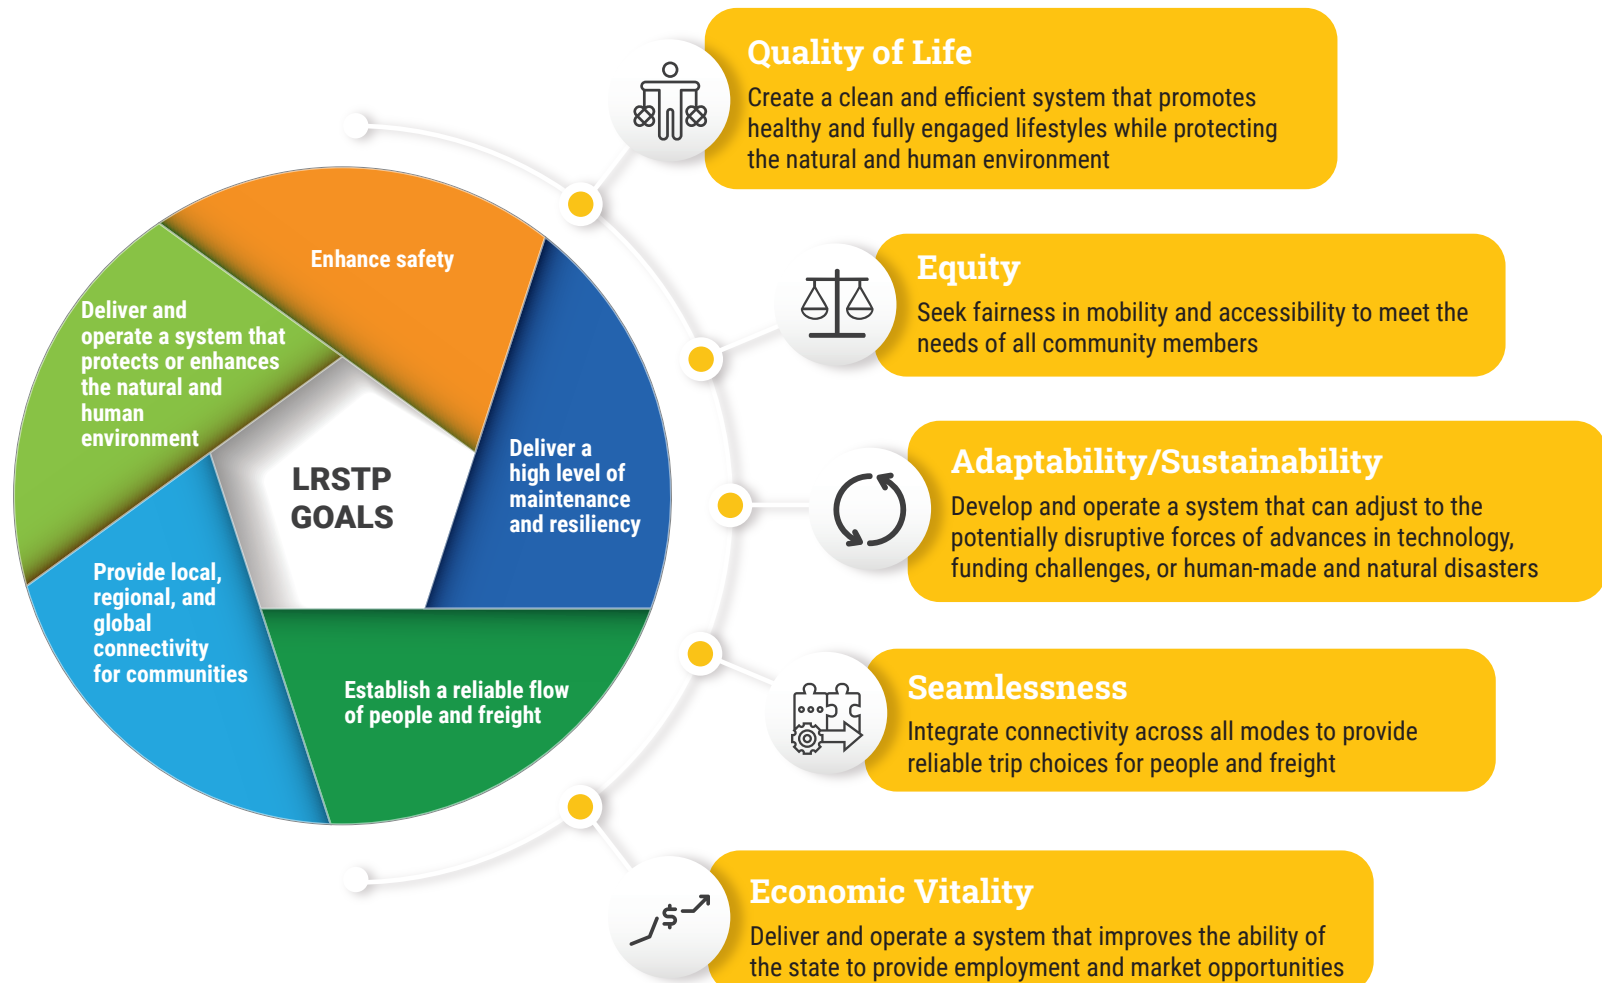 Quality of Life
Create a clean and efficient system that promotes
healthy and fully engaged lifestyles while protecting
the natural and human environment
Enhance safety
Deliver and
operate a system that
protects or enhances
the natural and
human
environment
Deliver a
high level of
maintenance
and resiliency
LRSTP
GOALS
Provide local,
regional, and
global
connectivity
for communities
Establish a reliable flow
of people and freight
Equity
Seek fairness in mobility and accessibility to meet the
needs of all community members
Adaptability/Sustainability
Develop and operate a system that can adjust to the
potentially disruptive forces of advances in technology,
funding challenges, or human-made and natural disasters
Seamlessness
Integrate connectivity across all modes to provide
reliable trip choices for people and freight
$
Economic Vitality
Deliver and operate a system that improves the ability of
the state to provide employment and market opportunities